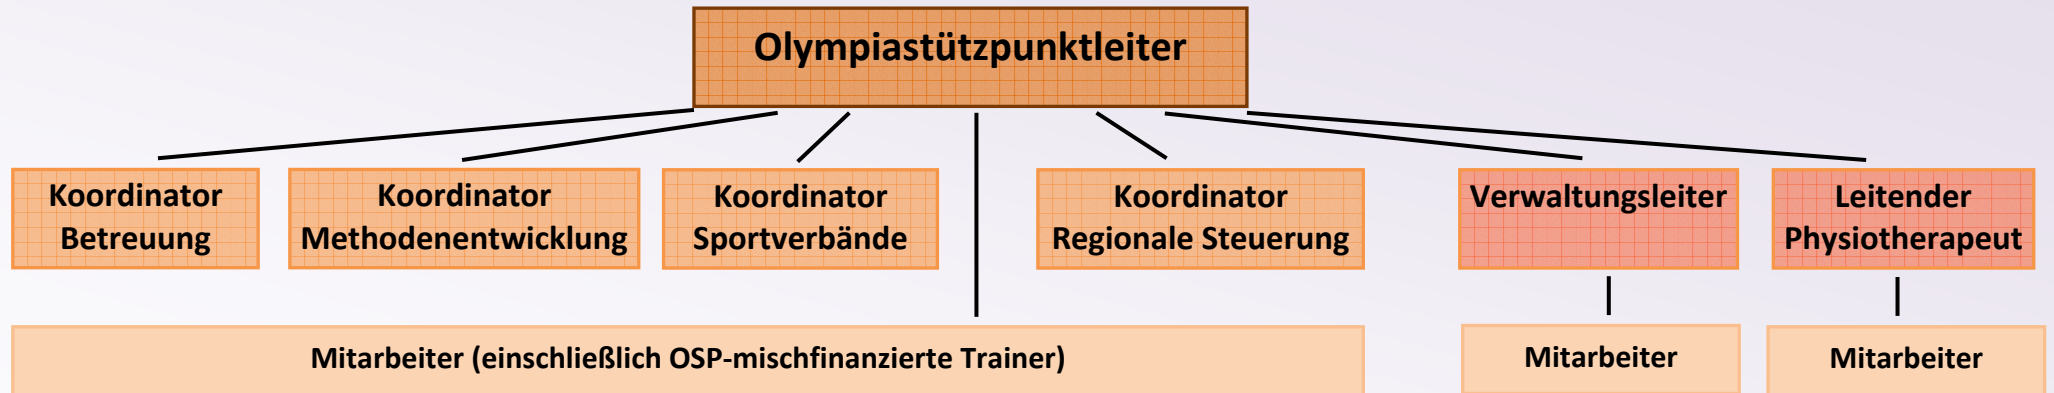 Olympiastützpunktleiter
Koordinator
Betreuung
Koordinator
Methodenentwicklung
Koordinator
Sportverbände
Koordinator
Regionale Steuerung
Verwaltungsleiter
Leitender
Physiotherapeut
Mitarbeiter (einschließlich OSP-mischfinanzierte Trainer)
Mitarbeiter
Mitarbeiter